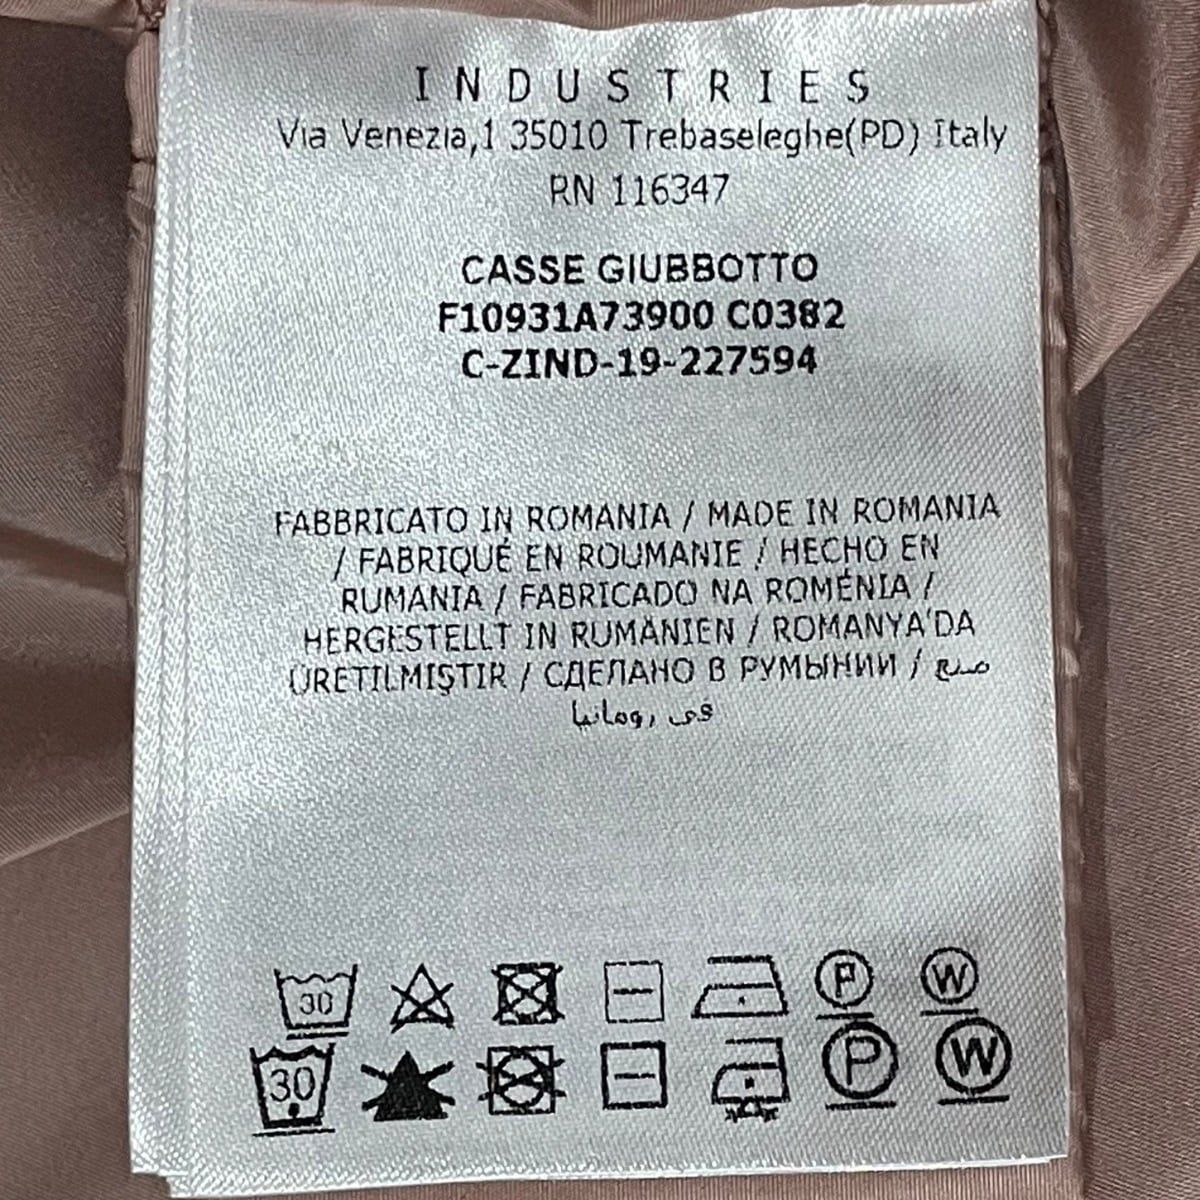 INDUSTRIES
Via Venezia,1 35010 Trebaseleghe(PD) Italy
RN 116347
CASSE GIUBBOTTO
F10931A73900 C0382
C-ZIND-19-227594
FABBRICATO IN ROMANIA / MADE IN ROMANIA
/ FABRIQUÉ EN ROUMANIE / HECHO EN
RUMANIA / FABRICADO NA ROMÉNIA /
HERGESTELLT IN RUMÄNIEN / ROMANYA'DA
ÜRETILMIŞTIR / СДЕЛАНО В РУМЫНИИ / صنع
في رومانيا
30 P W
30 P W